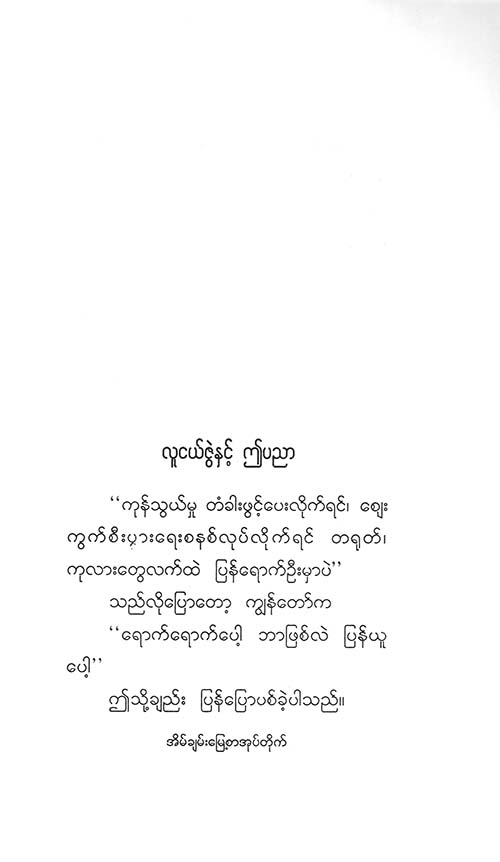 လူငယ်ဇွဲနှင့် ဤပညာ
‘‘ကုန်သွယ်မှု တံခါးဖွင့်ပေးလိုက်ရင်၊ ဈေး
ကွက်စီးပွားရေးစနစ်လုပ်လိုက်ရင် တရုတ်၊
ကုလားတွေလက်ထဲ ပြန်ရောက်ဦးမှာပဲ’’
သည်လိုပြောတော့ ကျွန်တော်က
‘‘ရောက်ရောက်ပေါ့ ဘာဖြစ်လဲ ပြန်ယူ
ပေါ့’’
ဤသို့ချည်း ပြန်ပြောပစ်ခဲ့ပါသည်။
အိမ်ချမ်းမြေ့စာအုပ်တိုက်